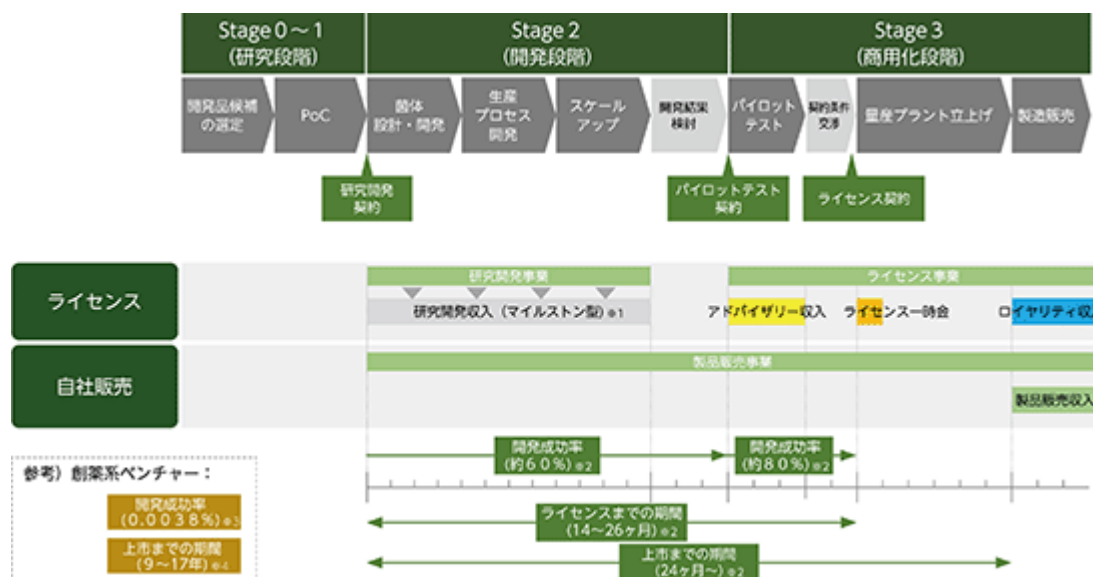 Stage 0～1
(研究段階)
Stage 2
(開発段階)
Stage 3
(商用化段階)
開発品候補
の選定
PoC
菌体
設計・開発
生産
プロセス
開発
スケール
アップ
開発結果
検討
パイロット
テスト
契約条件
交渉
量産プラント立上げ
製造販売
研究開発
契約
パイロットテスト
契約
ライセンス契約
ライセンス
研究開発事業
ライセンス事業
研究開発収入（マイルストン型）※1
アドバイザリー収入
ライセンス一時金
ロイヤリティ収入
自社販売
製品販売事業
製品販売収入
開発成功率
(約60%)※2
開発成功率
(約80%)※2
ライセンスまでの期間
(14～26ヶ月)※2
上市までの期間
(24ヶ月～)※2
参考）創薬系ベンチャー：
開発成功率
(0.0038%)※3
上市までの期間
(9～17年)※4